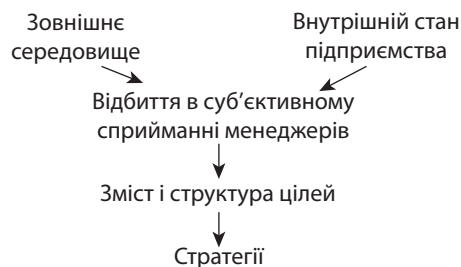 Зовнішнє
середовище
Внутрішній стан
підприємства
Відбиття в суб’єктивному
сприйманні менеджерів
Зміст і структура цілей
Стратегії